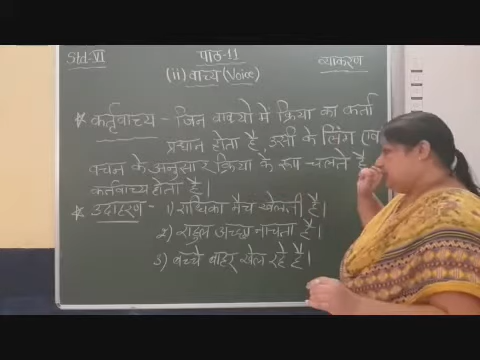 Std-VI पाठ-11 व्याकरण
(ii) वाच्य (Voice)
* कर्तृवाच्य - जिन वाक्यो में क्रिया का कर्ता
प्रधान होता है, उसी के लिंग
वचन के अनुसार क्रिया के रूप चलते है,
कर्तवाच्य होता है।
* उदाहरण - 1) राधिका मैच खेलती है।
2) राहुल अच्छा नाचता है।
3) बच्चे बाहर खेल रहे है।